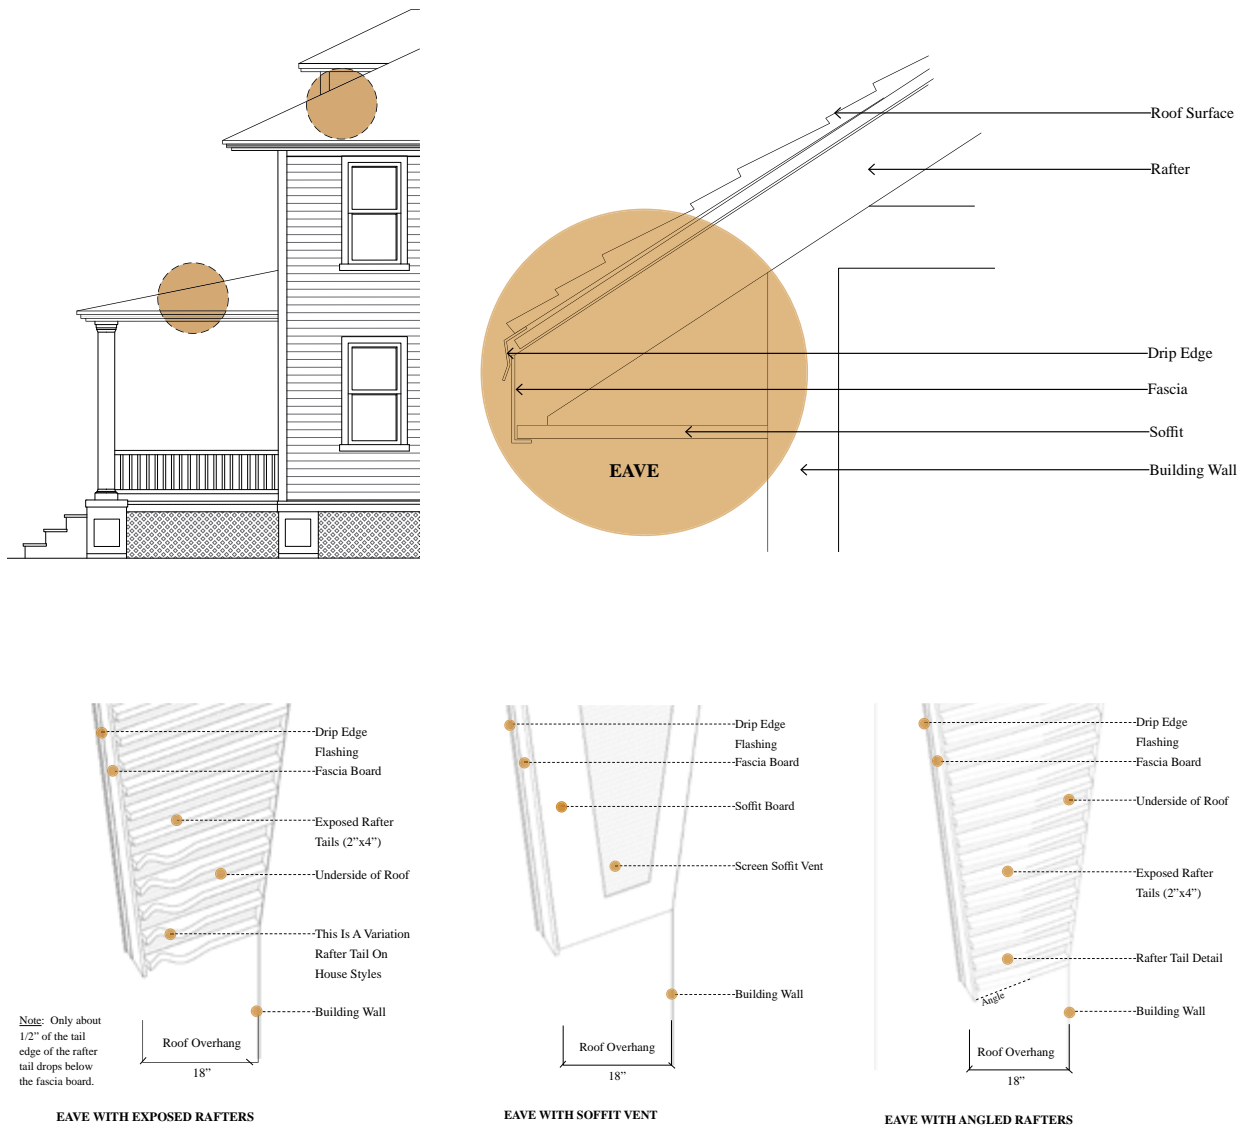 Roof Surface
Rafter
Drip Edge
Fascia
Soffit
Building Wall
EAVE
Drip Edge
Flashing
Fascia Board
Exposed Rafter
Tails (2”x4”)
Underside of Roof
This Is A Variation
Rafter Tail On
House Styles
Building Wall
Note: Only about
1/2” of the tail
edge of the rafter
tail drops below
the fascia board.
Roof Overhang
18”
EAVE WITH EXPOSED RAFTERS
Drip Edge
Flashing
Fascia Board
Soffit Board
Screen Soffit Vent
Building Wall
Roof Overhang
18”
EAVE WITH SOFFIT VENT
Drip Edge
Flashing
Fascia Board
Underside of Roof
Exposed Rafter
Tails (2”x4”)
Rafter Tail Detail
Angle
Building Wall
Roof Overhang
18”
EAVE WITH ANGLED RAFTERS